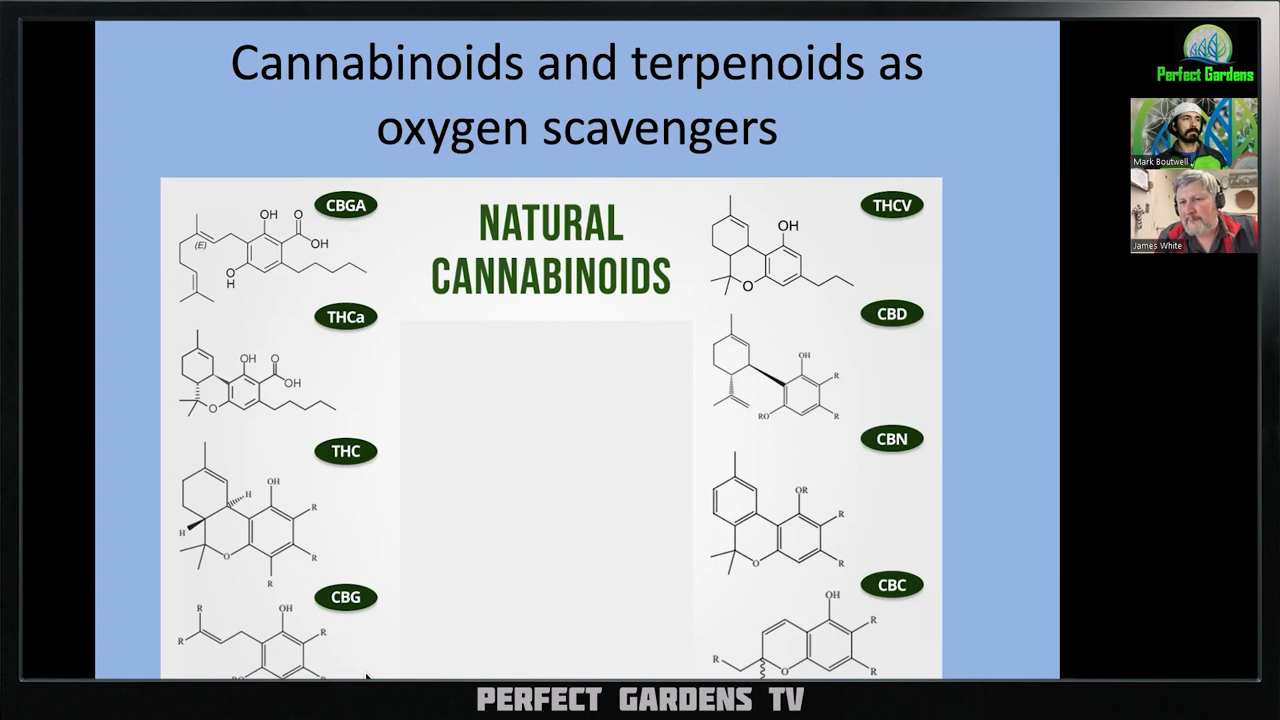 Cannabinoids and terpenoids as
oxygen scavengers
Perfect Gardens
Mark Boutwell
James White
NATURAL
CANNABINOIDS
CBGA
OH
O
OH
(E)
O
H
THCa
OH
O
OH
O
THC
H
OH
R
H
R
O
R
CBG
R
OH
R
R
THCV
OH
O
CBD
OH
R
RO
R
CBN
OR
R
O
R
CBC
OH
R
R
O
R
PERFECT GARDENS TV